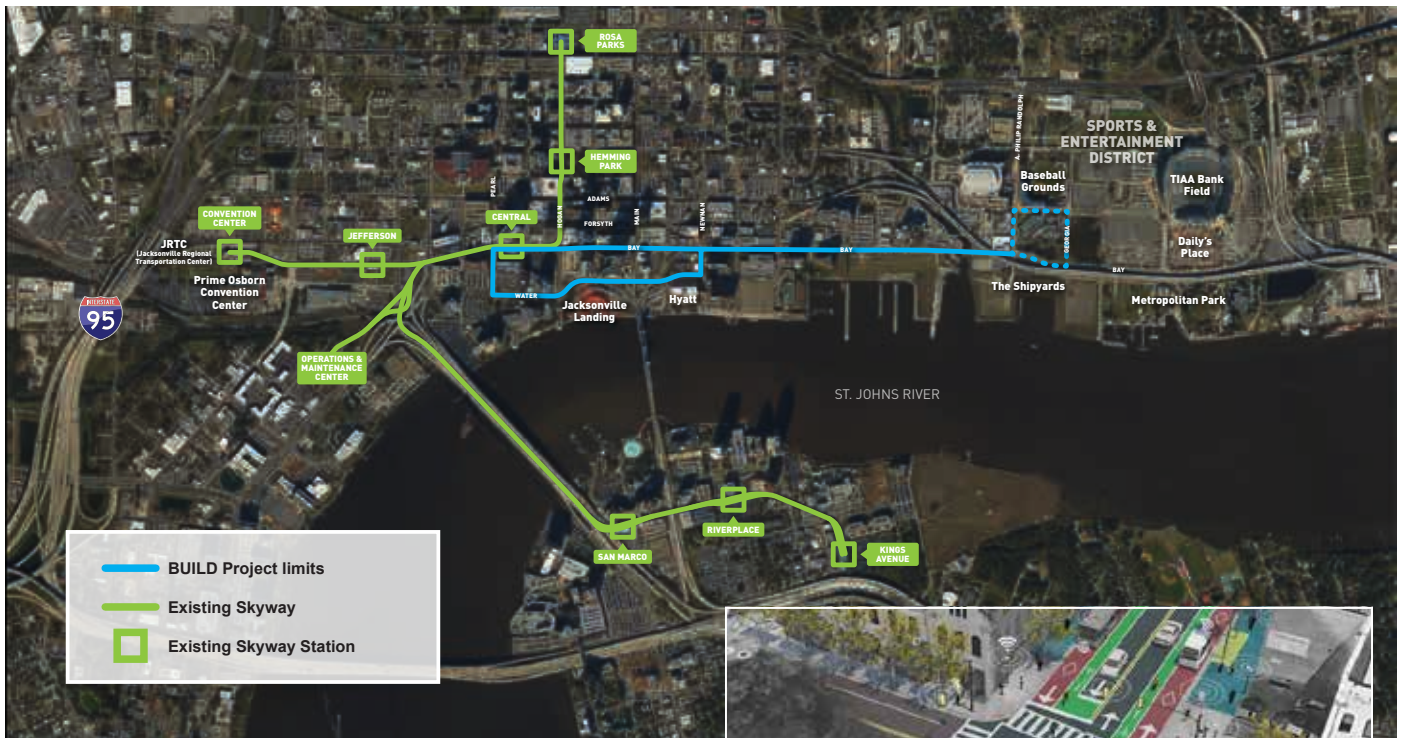 ROSA
PARKS
HEMMING
PARK
PEARL
ADAMS
HOGAN
FORSYTH
MAIN
NEWNAN
A. PHILIP RANDOLPH
SPORTS &
ENTERTAINMENT
DISTRICT
Baseball
Grounds
TIAA Bank
Field
CONVENTION
CENTER
JEFFERSON
CENTRAL
JRTC
(Jacksonville Regional
Transportation Center)
BAY
BAY
GEORGIA
Daily's
Place
BAY
Prime Osborn
Convention
Center
WATER
Jacksonville
Landing
Hyatt
The Shipyards
Metropolitan Park
INTERSTATE
95
OPERATIONS &
MAINTENANCE
CENTER
ST. JOHNS RIVER
SAN MARCO
RIVERPLACE
KINGS
AVENUE
BUILD Project limits
Existing Skyway
Existing Skyway Station